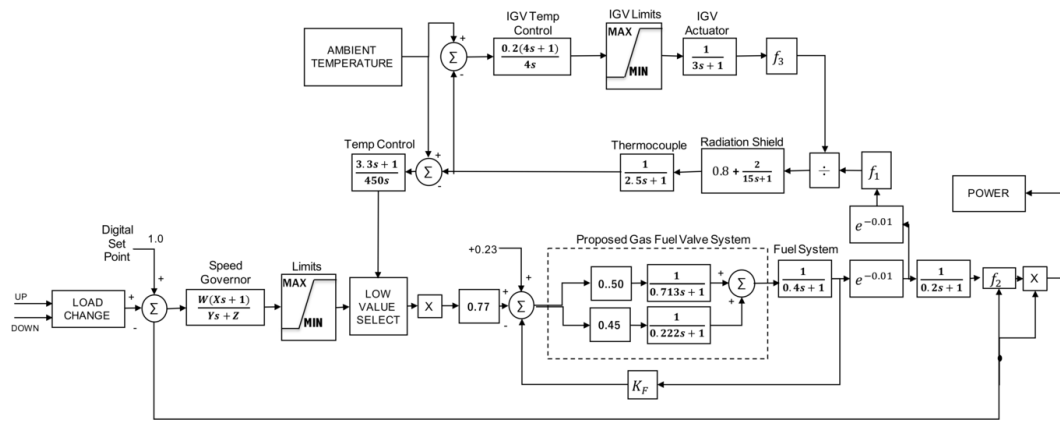 IGV Temp Control
IGV Limits
IGV Actuator
AMBIENT TEMPERATURE
+
Σ
-
0.2(4s + 1)
4s
MAX
MIN
1
3s + 1
f3
Temp Control
3.3s + 1
450s
+
Σ
-
Thermocouple
1
2.5s + 1
Radiation Shield
0.8 + 2
15s+1
÷
f1
POWER
e^-0.01
Digital Set Point
1.0
+
UP
DOWN
LOAD CHANGE
+
Σ
-
Speed Governor
W(Xs + 1)
Ys + Z
Limits
MAX
MIN
LOW VALUE SELECT
X
0.77
+0.23
+
+
Σ
-
Proposed Gas Fuel Valve System
0..50
1
0.713s + 1
0.45
1
0.222s + 1
+
Σ
+
Fuel System
1
0.4s + 1
e^-0.01
1
0.2s + 1
f2
X
KF